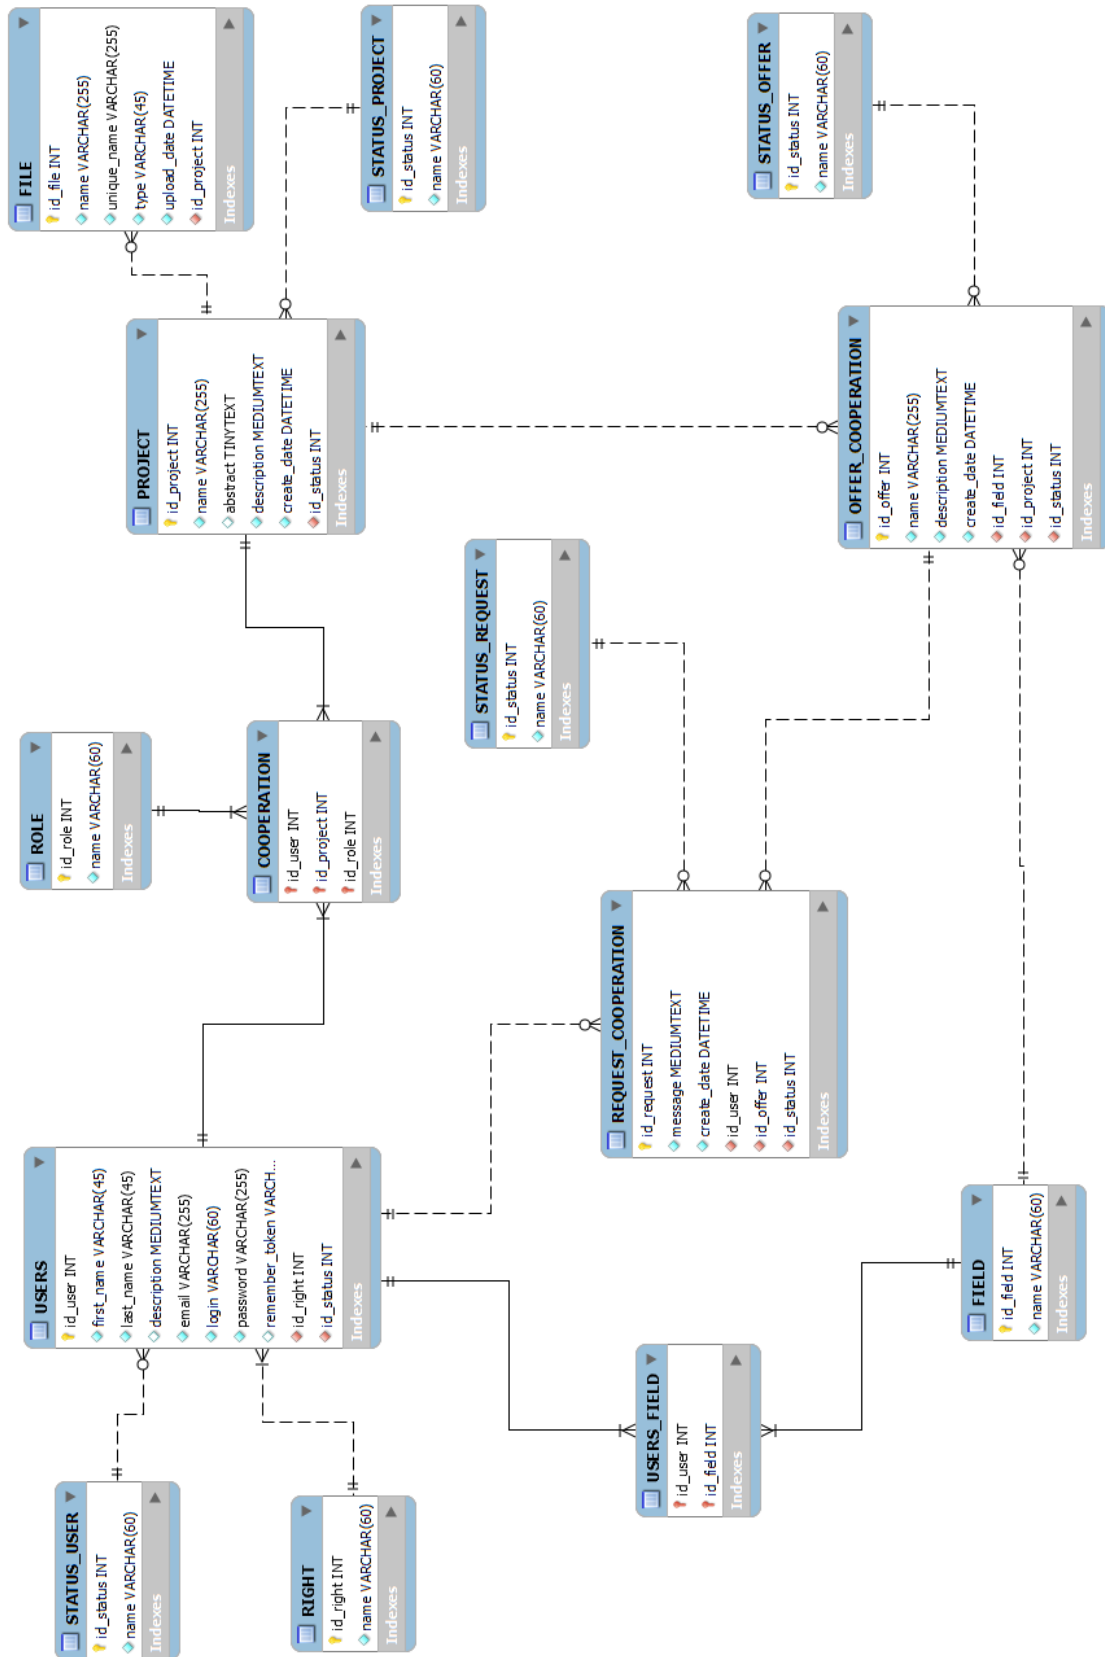 FILE
id_file INT
name VARCHAR(255)
unique_name VARCHAR(255)
type VARCHAR(45)
upload_date DATETIME
id_project INT
Indexes
STATUS_PROJECT
id_status INT
name VARCHAR(60)
Indexes
STATUS_OFFER
id_status INT
name VARCHAR(60)
Indexes
PROJECT
id_project INT
name VARCHAR(255)
abstract TINYTEXT
description MEDIUMTEXT
create_date DATETIME
id_status INT
Indexes
OFFER_COOPERATION
id_offer INT
name VARCHAR(255)
description MEDIUMTEXT
create_date DATETIME
id_field INT
id_project INT
id_status INT
Indexes
STATUS_REQUEST
id_status INT
name VARCHAR(60)
Indexes
ROLE
id_role INT
name VARCHAR(60)
Indexes
COOPERATION
id_user INT
id_project INT
id_role INT
Indexes
REQUEST_COOPERATION
id_request INT
message MEDIUMTEXT
create_date DATETIME
id_user INT
id_offer INT
id_status INT
Indexes
USERS
id_user INT
first_name VARCHAR(45)
last_name VARCHAR(45)
description MEDIUMTEXT
email VARCHAR(255)
login VARCHAR(60)
password VARCHAR(255)
remember_token VARCH...
id_right INT
id_status INT
Indexes
FIELD
id_field INT
name VARCHAR(60)
Indexes
USERS_FIELD
id_user INT
id_field INT
Indexes
STATUS_USER
id_status INT
name VARCHAR(60)
Indexes
RIGHT
id_right INT
name VARCHAR(60)
Indexes